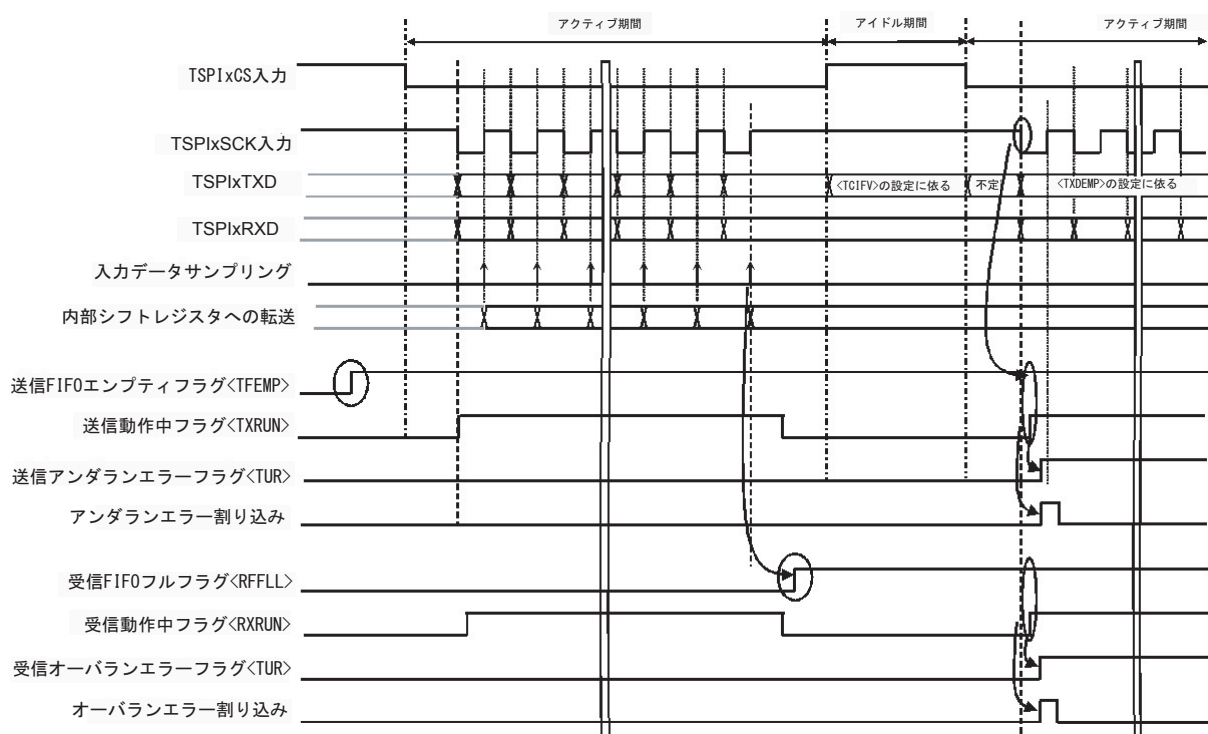 アクティブ期間
アイドル期間
アクティブ期間
TSPIxCS入力
TSPIxSCK入力
TSPIxTXD
<TCIFV>の設定に依る
不定
<TXDEMP>の設定に依る
TSPIxRXD
入力データサンプリング
内部シフトレジスタへの転送
送信FIFOエンプティフラグ<TFEMP>
送信動作中フラグ<TXRUN>
送信アンダランエラーフラグ<TUR>
アンダランエラー割り込み
受信FIFOフルフラグ<RFFLL>
受信動作中フラグ<RXRUN>
受信オーバランエラーフラグ<TUR>
オーバランエラー割り込み